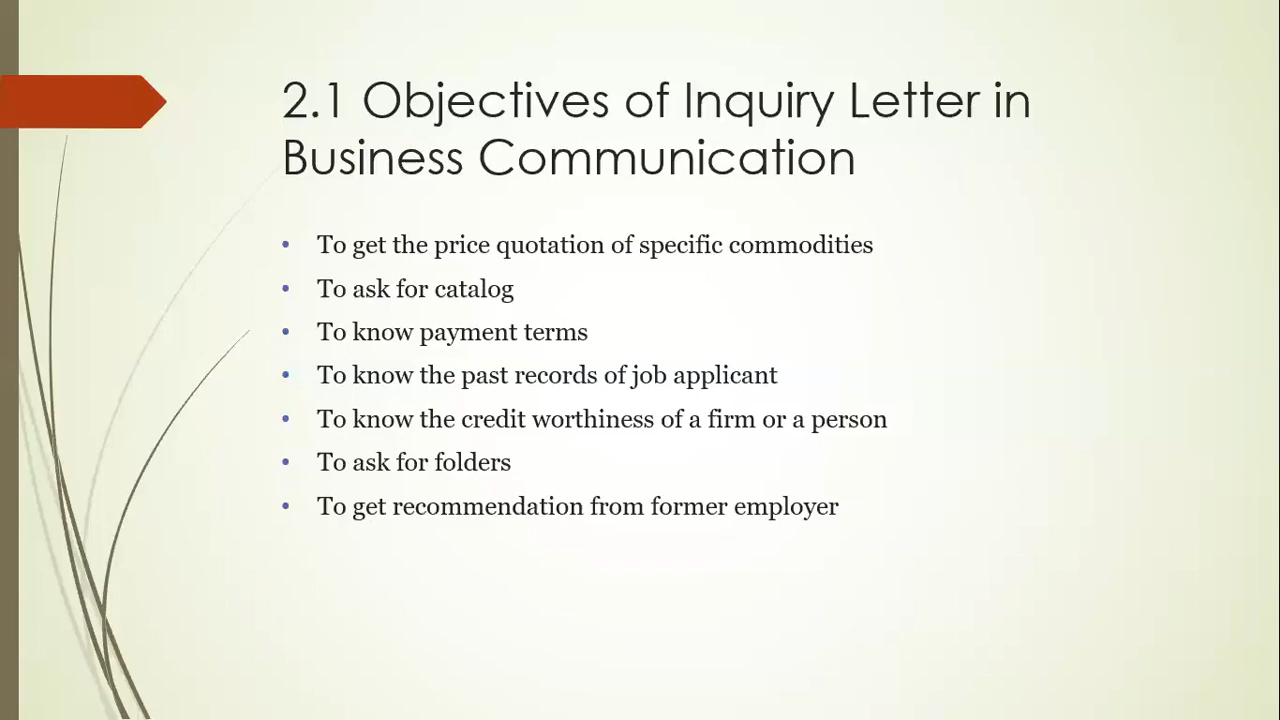 2.1 Objectives of Inquiry Letter in
Business Communication
• To get the price quotation of specific commodities
• To ask for catalog
• To know payment terms
• To know the past records of job applicant
• To know the credit worthiness of a firm or a person
• To ask for folders
• To get recommendation from former employer